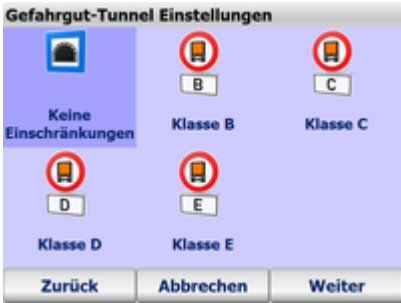 Gefahrgut-Tunnel Einstellungen
B
C
Keine
Einschränkungen
Klasse B
Klasse C
D
E
Klasse D
Klasse E
Zurück
Abbrechen
Weiter